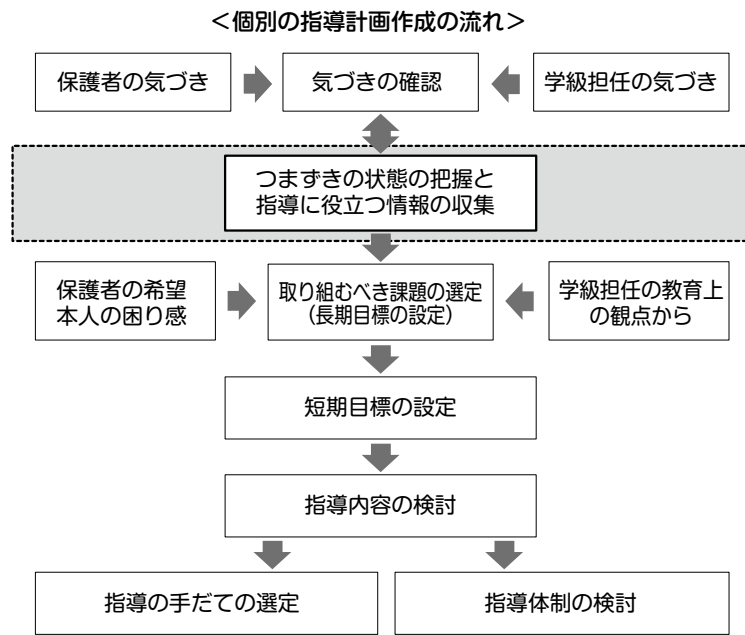 ＜個別の指導計画作成の流れ＞
保護者の気づき
気づきの確認
学級担任の気づき
つまずきの状態の把握と
指導に役立つ情報の収集
保護者の希望
本人の困り感
取り組むべき課題の選定
（長期目標の設定）
学級担任の教育上
の観点から
短期目標の設定
指導内容の検討
指導の手だての選定
指導体制の検討